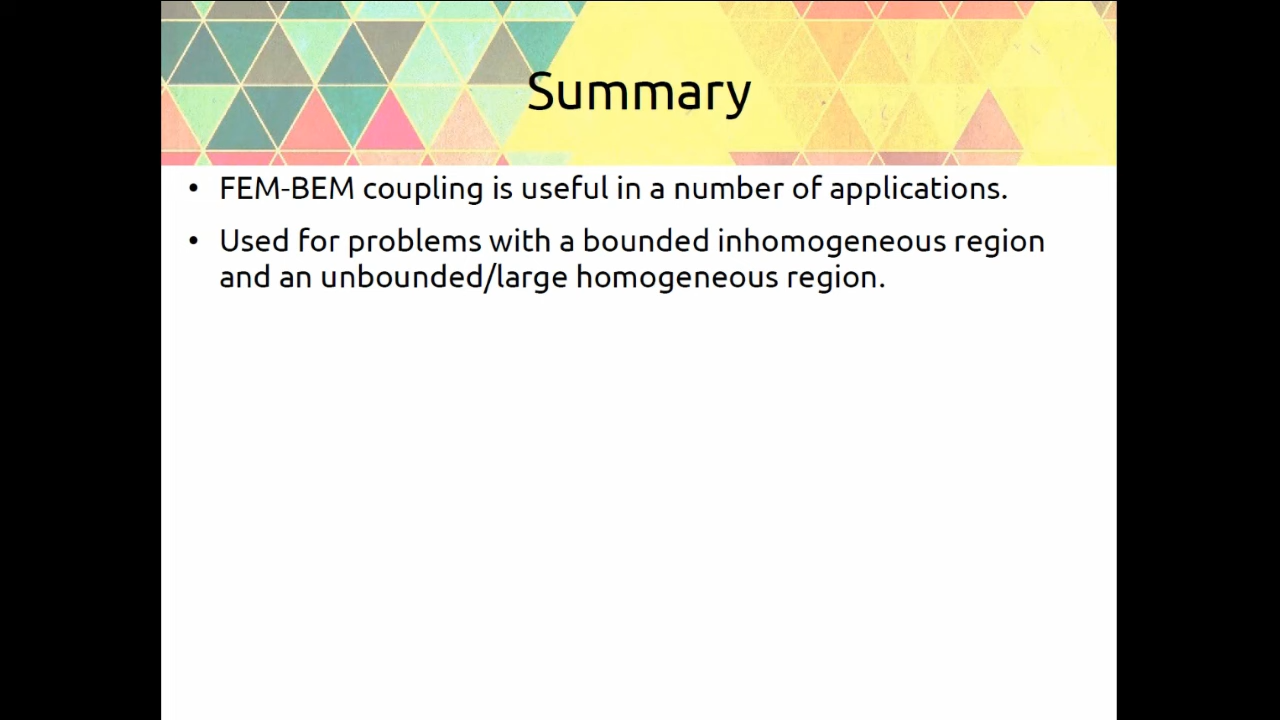 Summary
• FEM-BEM coupling is useful in a number of applications.
• Used for problems with a bounded inhomogeneous region
and an unbounded/large homogeneous region.